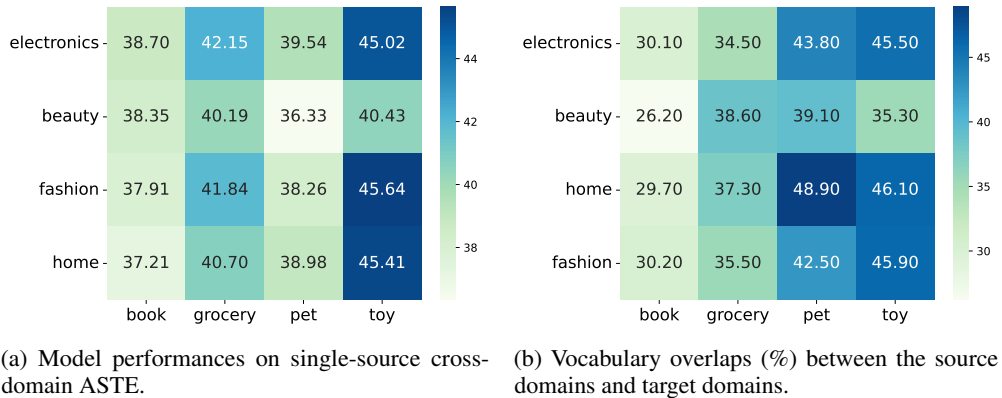 electronics 38.70 42.15 39.54 45.02
beauty 38.35 40.19 36.33 40.43
fashion 37.91 41.84 38.26 45.64
home 37.21 40.70 38.98 45.41
book grocery pet toy
44
42
40
38
(a) Model performances on single-source cross-
domain ASTE.
electronics 30.10 34.50 43.80 45.50
beauty 26.20 38.60 39.10 35.30
home 29.70 37.30 48.90 46.10
fashion 30.20 35.50 42.50 45.90
book grocery pet toy
45
40
35
30
(b) Vocabulary overlaps (%) between the source
domains and target domains.